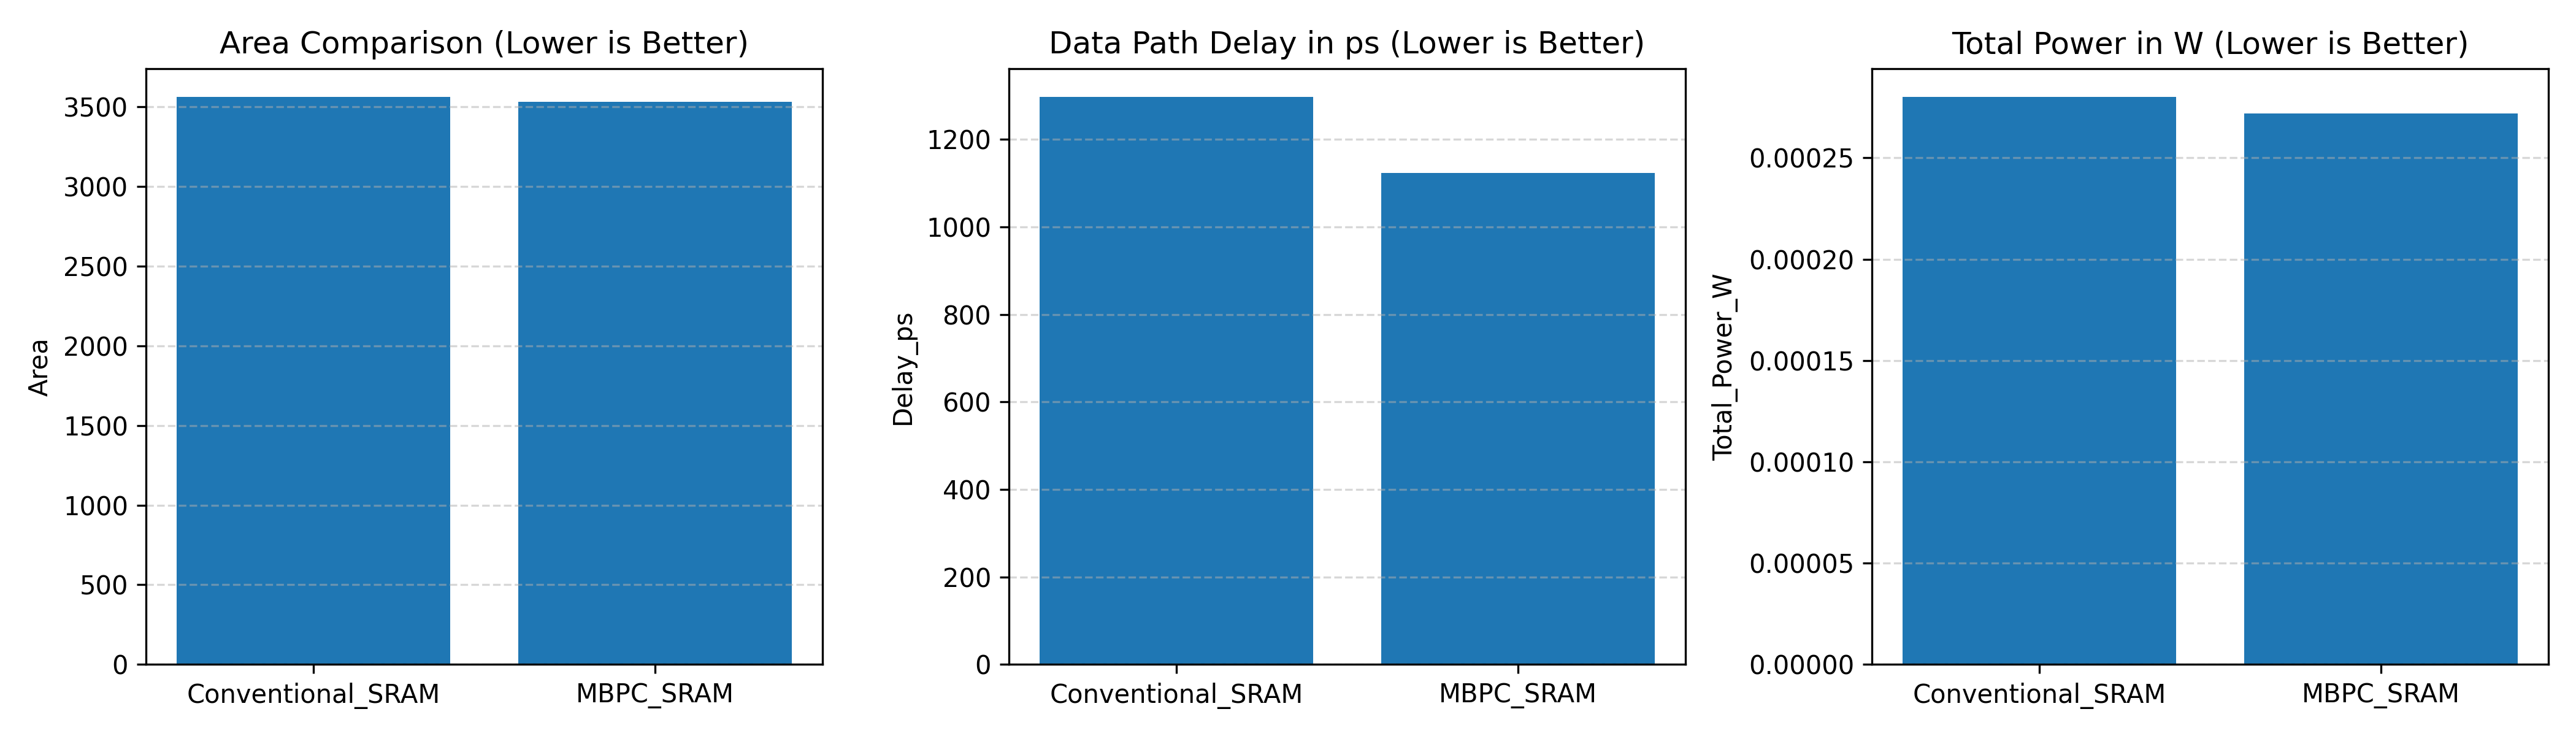 Area Comparison (Lower is Better)
Area
3500
3000
2500
2000
1500
1000
500
0
Conventional_SRAM
MBPC_SRAM
Data Path Delay in ps (Lower is Better)
Delay_ps
1200
1000
800
600
400
200
0
Conventional_SRAM
MBPC_SRAM
Total Power in W (Lower is Better)
Total_Power_W
0.00025
0.00020
0.00015
0.00010
0.00005
0.00000
Conventional_SRAM
MBPC_SRAM